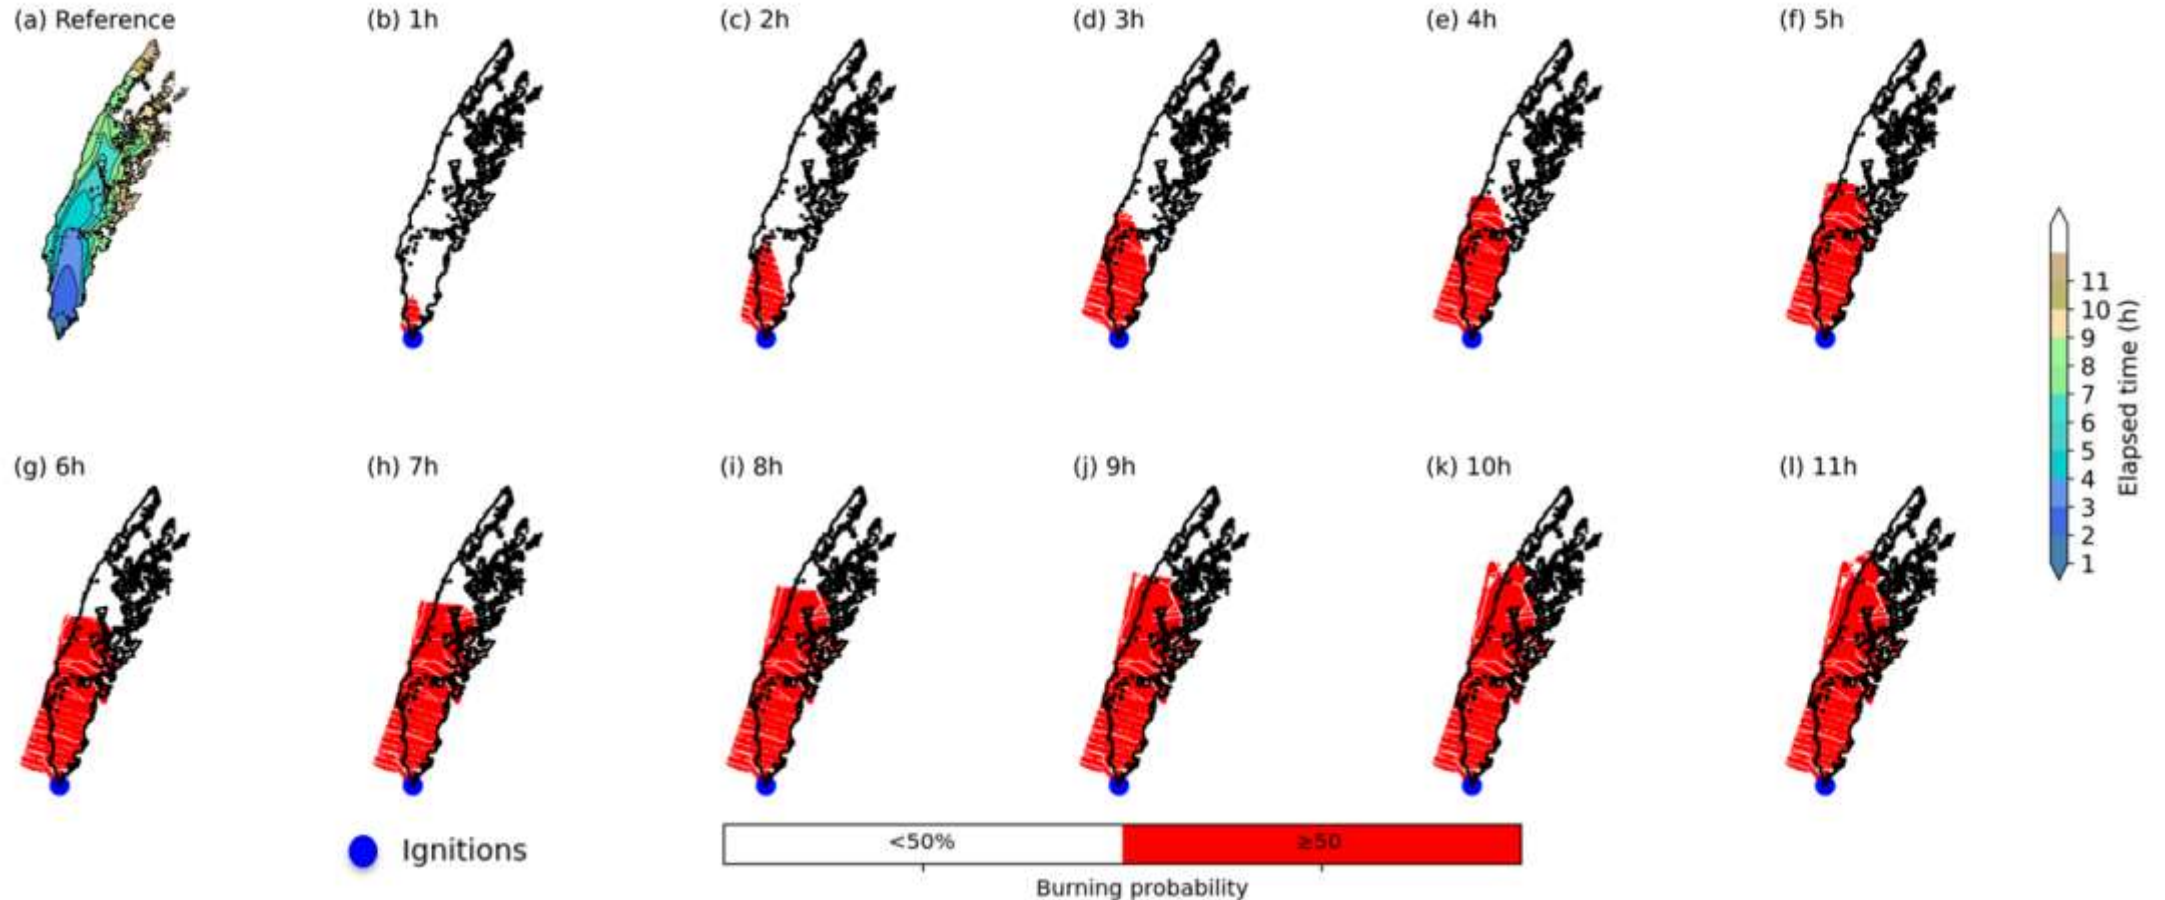 (a) Reference
(b) 1h
(c) 2h
(d) 3h
(e) 4h
(f) 5h
11
10
9
8
7
6
5
4
3
2
1
Elapsed time (h)
(g) 6h
(h) 7h
(i) 8h
(j) 9h
(k) 10h
(l) 11h
Ignitions
<50%
≥50
Burning probability